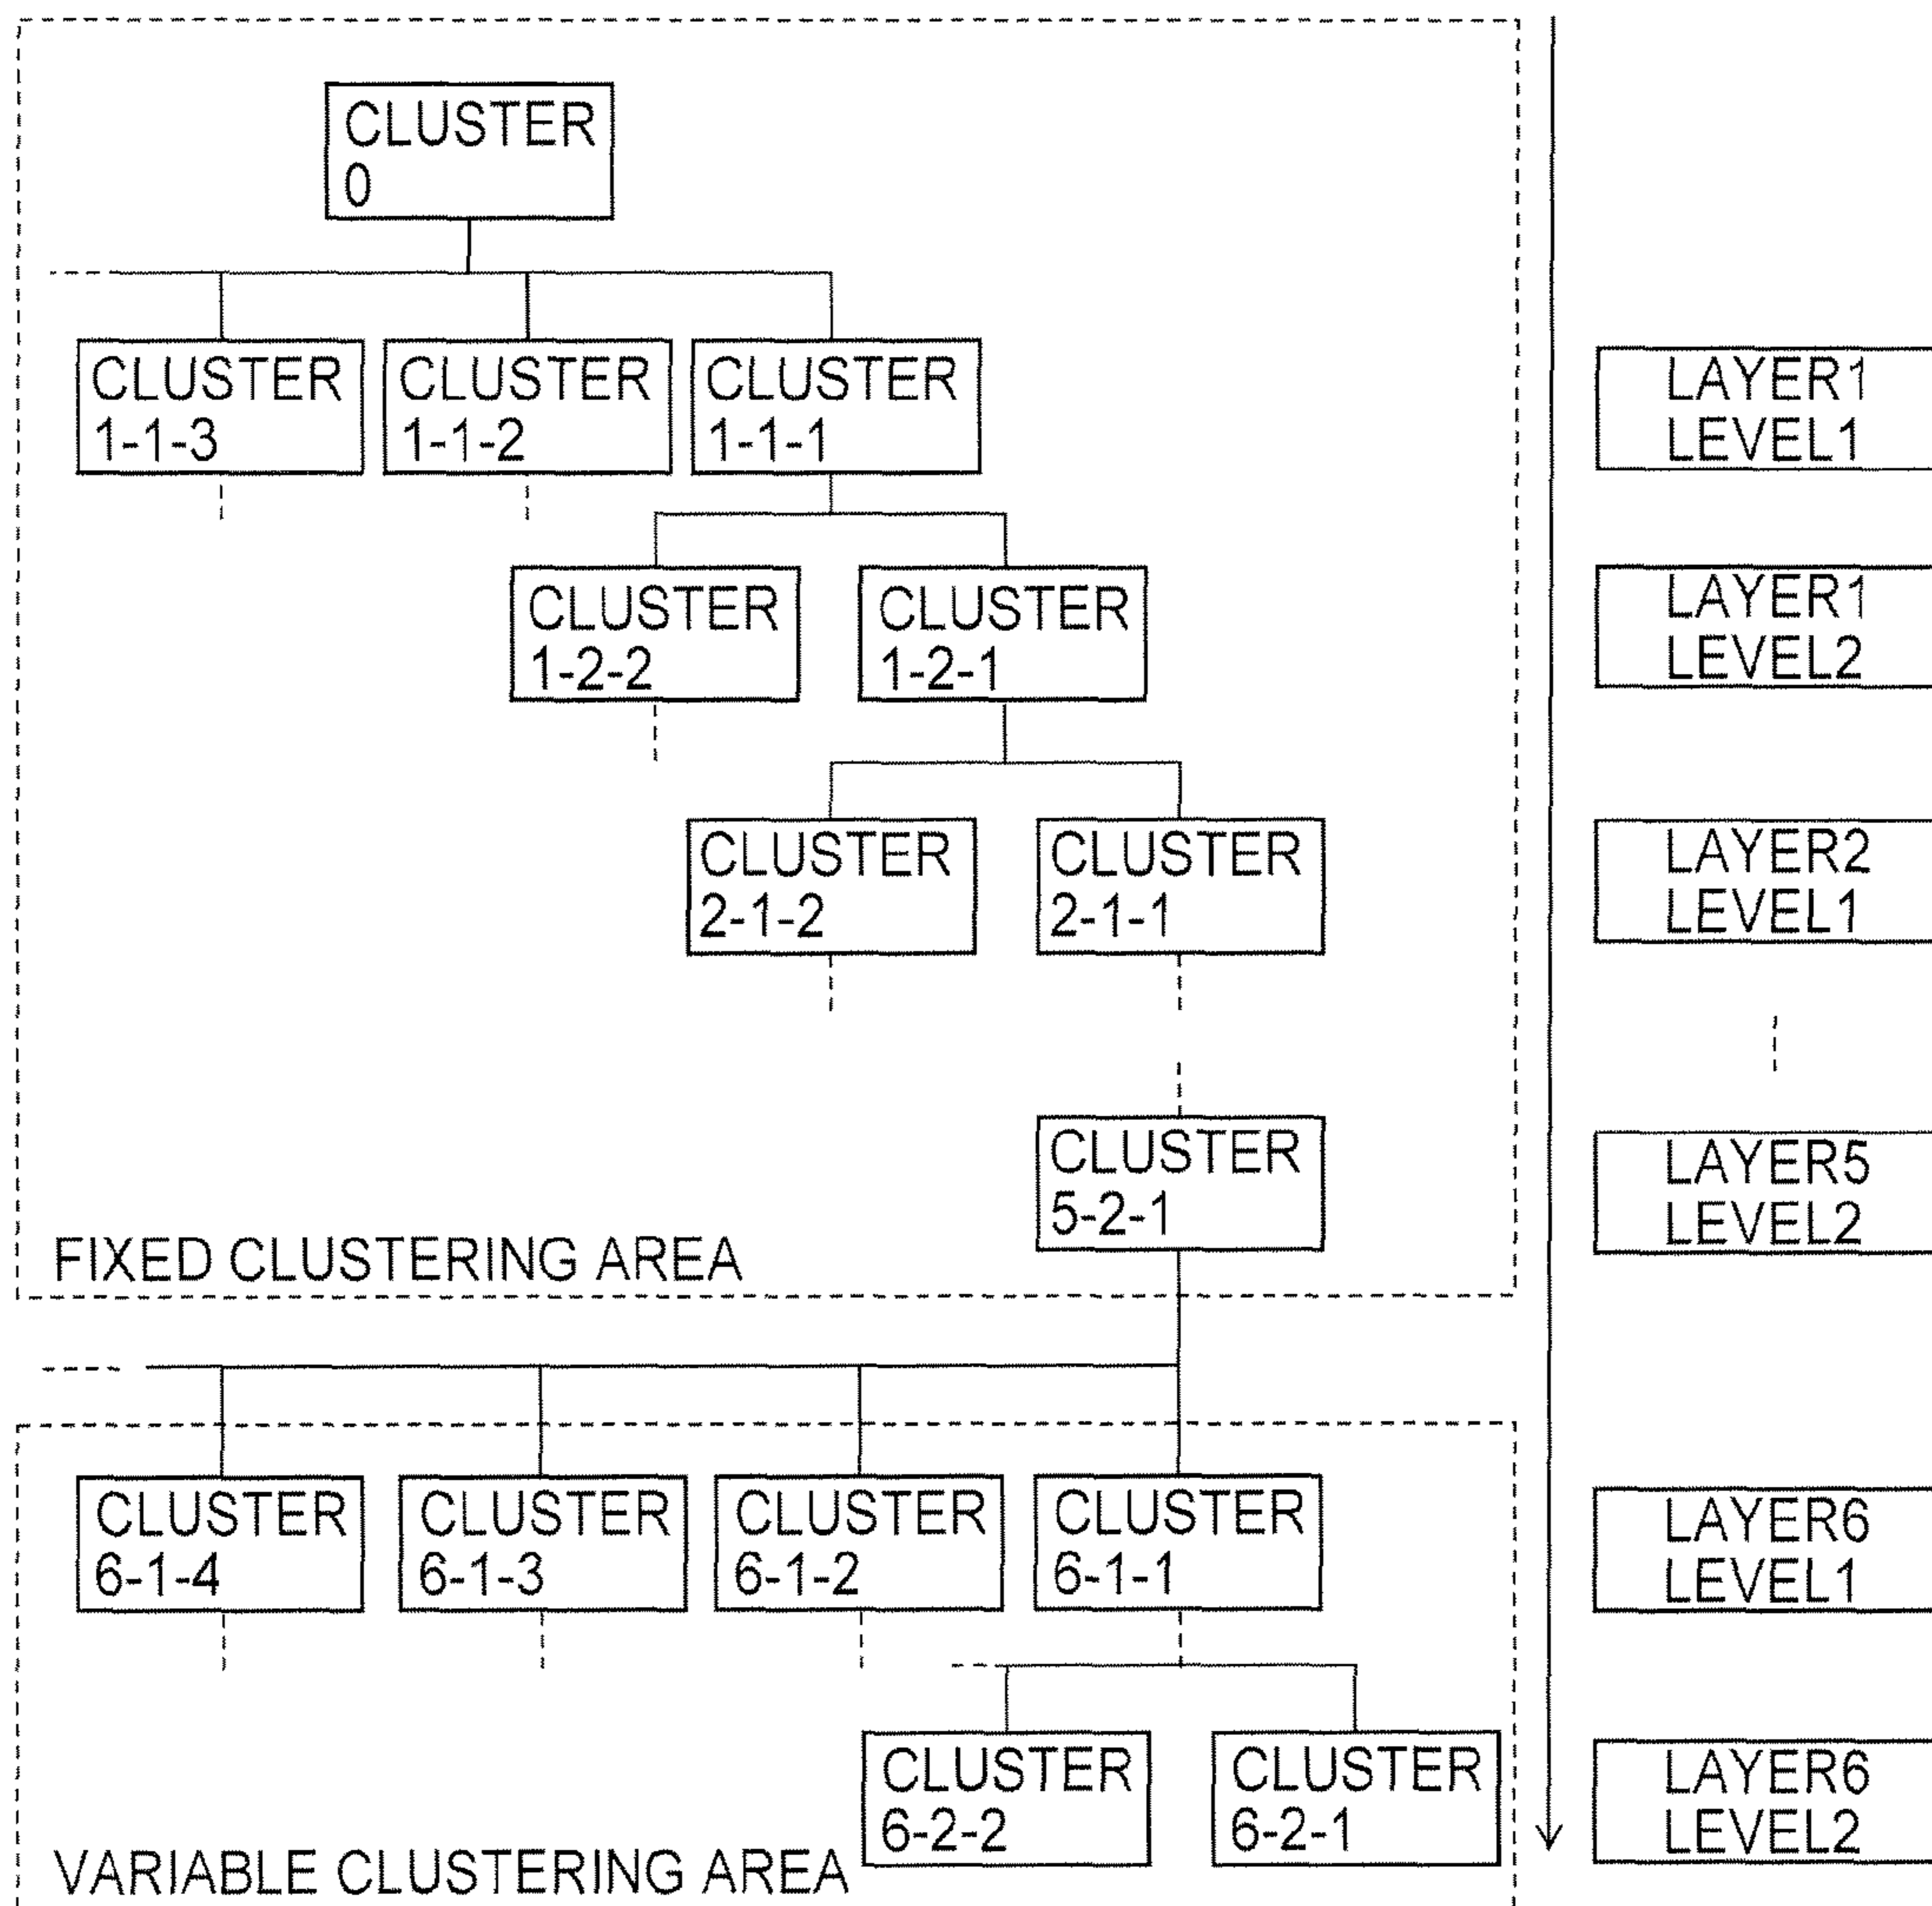 CLUSTER
0
CLUSTER
1-1-3
CLUSTER
1-1-2
CLUSTER
1-1-1
LAYER1
LEVEL1
CLUSTER
1-2-2
CLUSTER
1-2-1
LAYER1
LEVEL2
CLUSTER
2-1-2
CLUSTER
2-1-1
LAYER2
LEVEL1
CLUSTER
5-2-1
LAYER5
LEVEL2
FIXED CLUSTERING AREA
CLUSTER
6-1-4
CLUSTER
6-1-3
CLUSTER
6-1-2
CLUSTER
6-1-1
LAYER6
LEVEL1
CLUSTER
6-2-2
CLUSTER
6-2-1
LAYER6
LEVEL2
VARIABLE CLUSTERING AREA